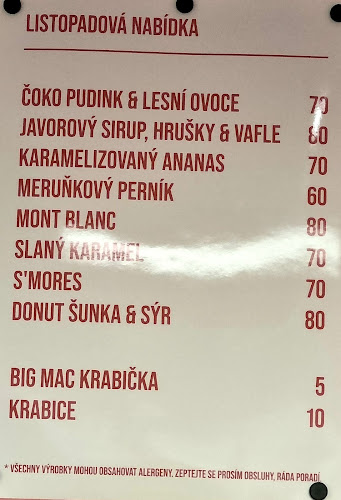 LISTOPADOVÁ NABÍDKA
ČOKO PUDINK & LESNÍ OVOCE 70
JAVOROVÝ SIRUP, HRUŠKY & VAFLE 80
KARAMELIZOVANÝ ANANAS 70
MERUŇKOVÝ PERNÍK 60
MONT BLANC 80
SLANÝ KARAMEL 70
S'MORES 70
DONUT ŠUNKA & SÝR 80
BIG MAC KRABIČKA 5
KRABICE 10
* VŠECHNY VÝROBKY MOHOU OBSAHOVAT ALERGENY, ZEPTEJTE SE PROSÍM OBSLUHY, RÁDA PORADÍ.